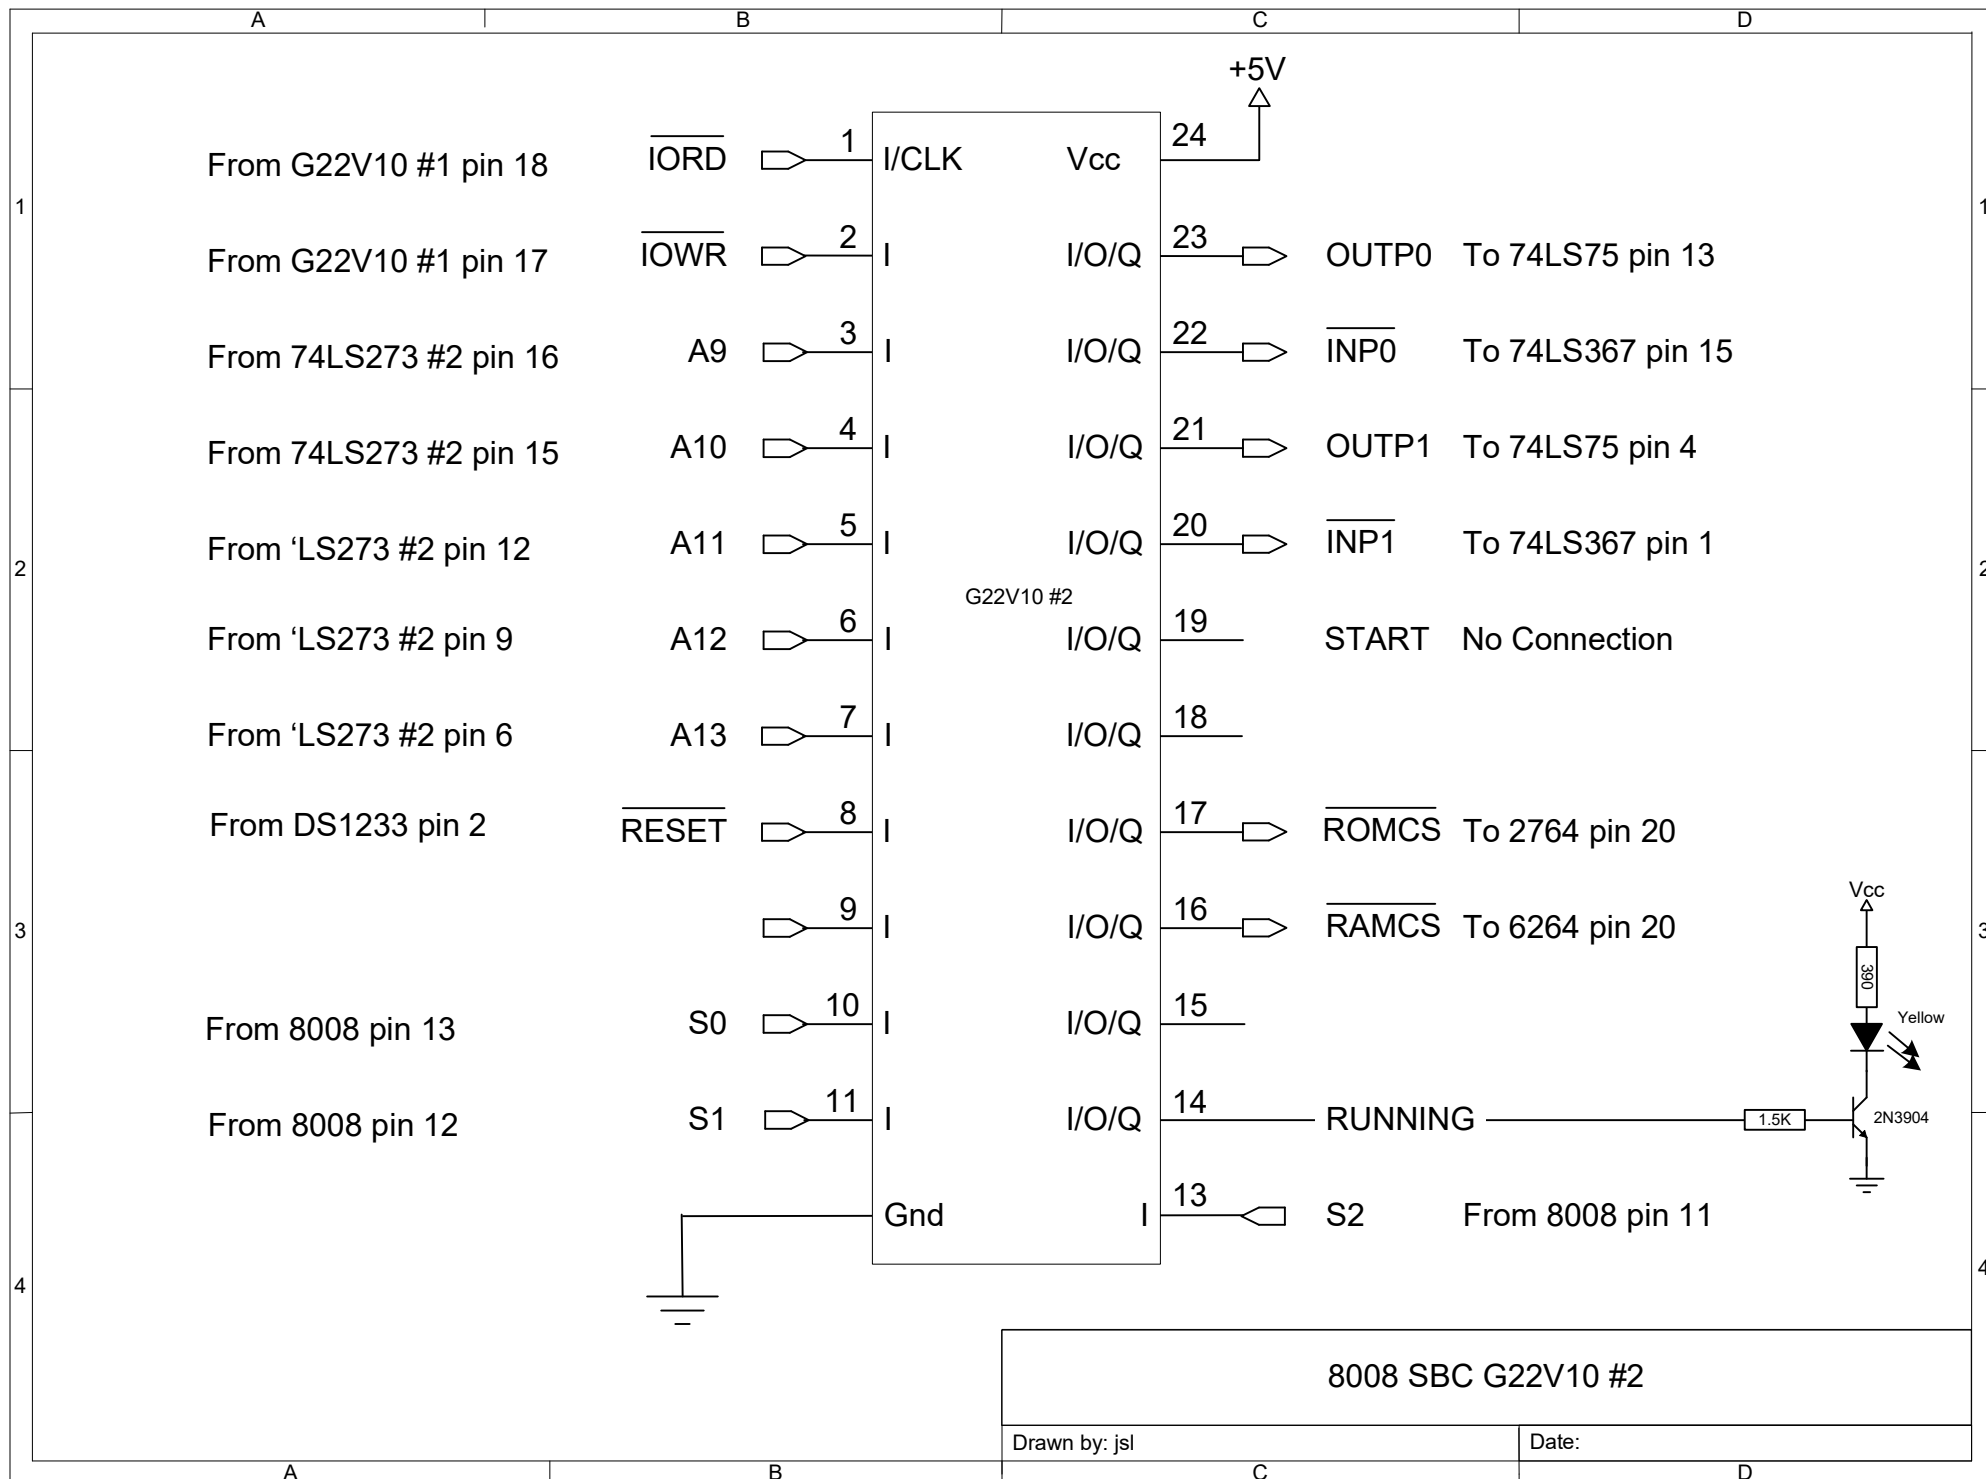 A B C D
+5V
From G22V10 #1 pin 18 IORD 1 I/CLK Vcc 24
1 1
From G22V10 #1 pin 17 IOWR 2 I I/O/Q 23 OUTP0 To 74LS75 pin 13
From 74LS273 #2 pin 16 A9 3 I I/O/Q 22 INP0 To 74LS367 pin 15
From 74LS273 #2 pin 15 A10 4 I I/O/Q 21 OUTP1 To 74LS75 pin 4
From ‘LS273 #2 pin 12 A11 5 I I/O/Q 20 INP1 To 74LS367 pin 1
2 2
G22V10 #2
From ‘LS273 #2 pin 9 A12 6 I I/O/Q 19 START No Connection
From ‘LS273 #2 pin 6 A13 7 I I/O/Q 18
From DS1233 pin 2 RESET 8 I I/O/Q 17 ROMCS To 2764 pin 20
Vcc
3 9 I I/O/Q 16 RAMCS To 6264 pin 20 3
390
From 8008 pin 13 S0 10 I I/O/Q 15 Yellow
From 8008 pin 12 S1 11 I I/O/Q 14 RUNNING 1.5K 2N3904
Gnd I 13 S2 From 8008 pin 11
4 4
8008 SBC G22V10 #2
Drawn by: jsl Date:
A B C D